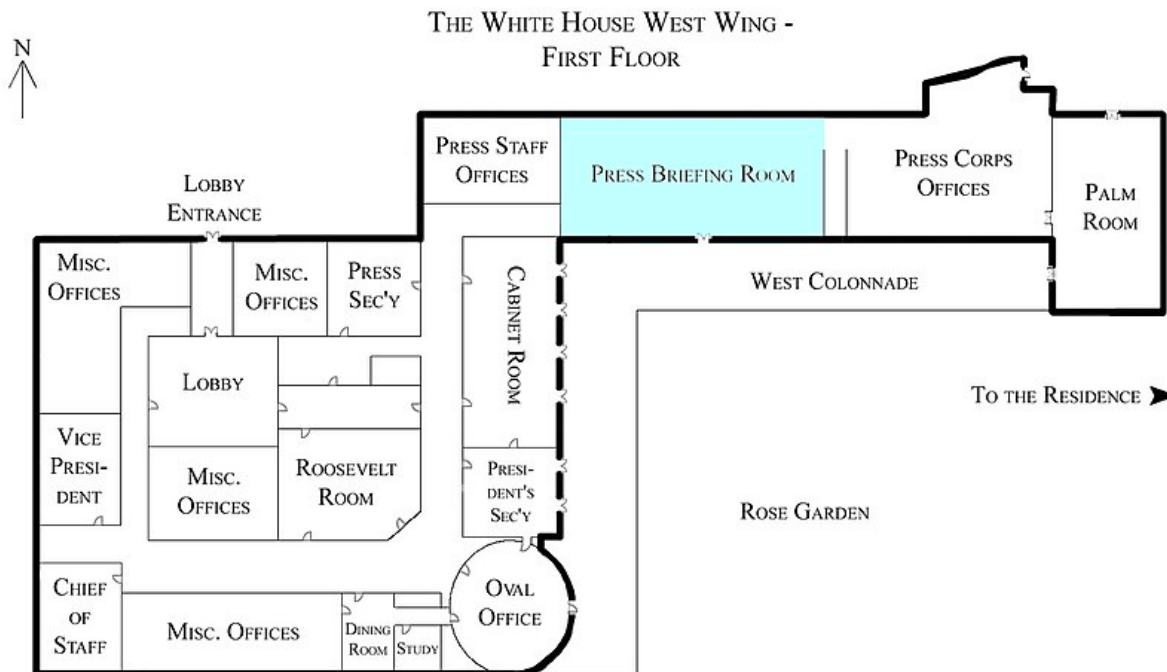 The White House West Wing -
First Floor
N
Press Staff
Offices
Press Briefing Room
Press Corps
Offices
Palm
Room
Lobby
Entrance
Misc.
Offices
Misc.
Offices
Press
Sec'y
Cabinet Room
West Colonnade
Lobby
To the Residence
Vice
Presi-
dent
Misc.
Offices
Roosevelt
Room
Presi-
dent's
Sec'y
Rose Garden
Chief
of
Staff
Misc. Offices
Dining
Room
Study
Oval
Office